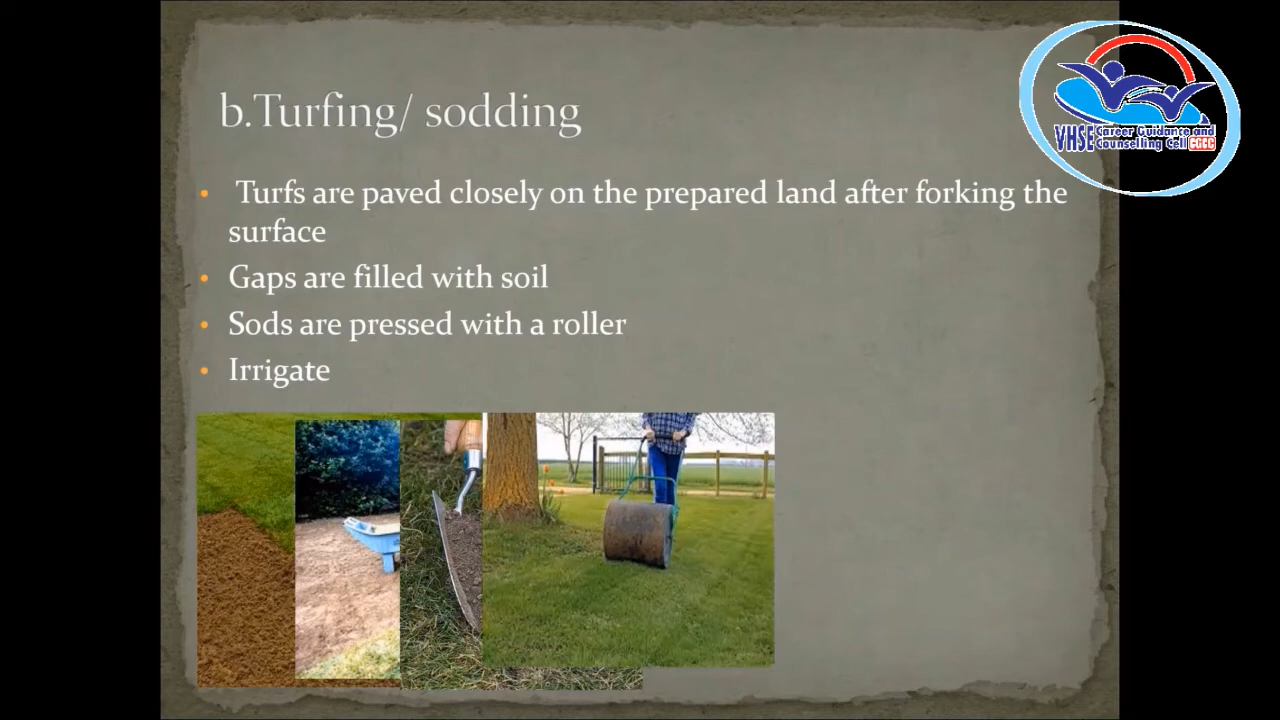 b.Turfing/ sodding
• Turfs are paved closely on the prepared land after forking the
surface
• Gaps are filled with soil
• Sods are pressed with a roller
• Irrigate
VHSE Career Guidance and
Counselling Cell CGCC